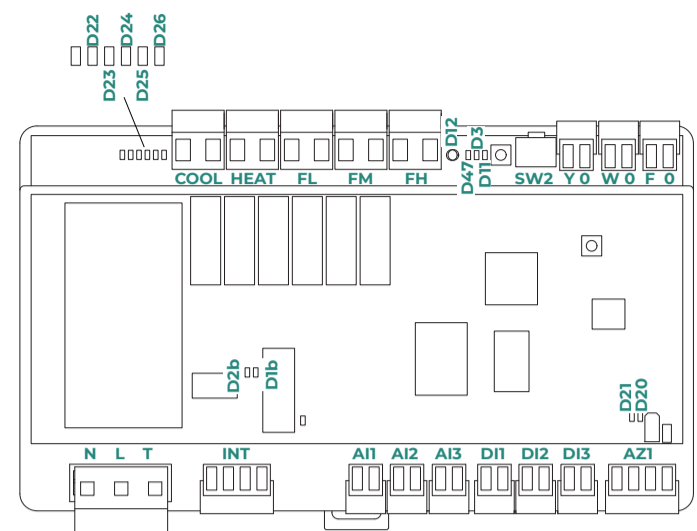 D22 D24 D26
D23 D25
D12 D3
D47 D11
COOL HEAT FL FM FH SW2 Y 0 W 0 F 0
D2b D1b
D21 D20
N L T INT AI1 AI2 AI3 DI1 DI2 DI3 AZ1